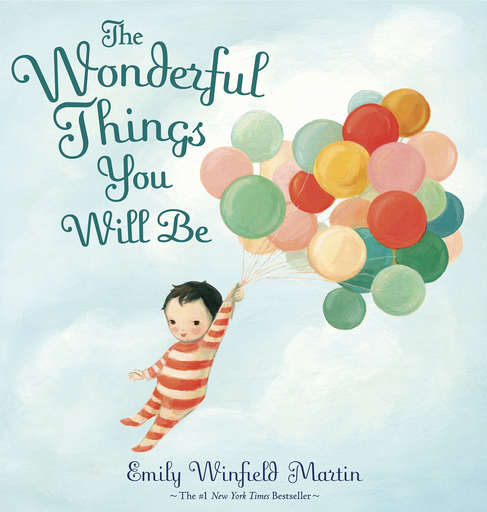 The
Wonderful
Things
You
Will Be
Emily Winfield Martin
~ The #1 New York Times Bestseller ~